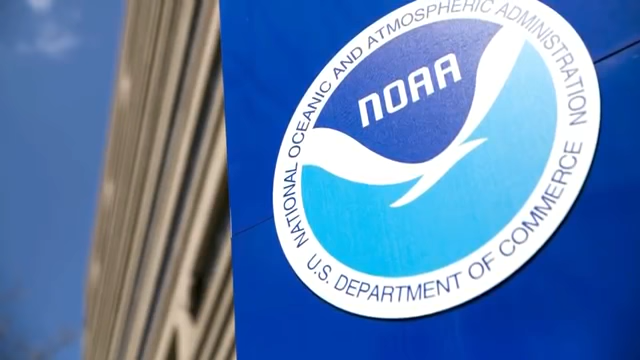 NATIONAL OCEANIC AND ATMOSPHERIC ADMINISTRATION
NOAA
U.S. DEPARTMENT OF COMMERCE